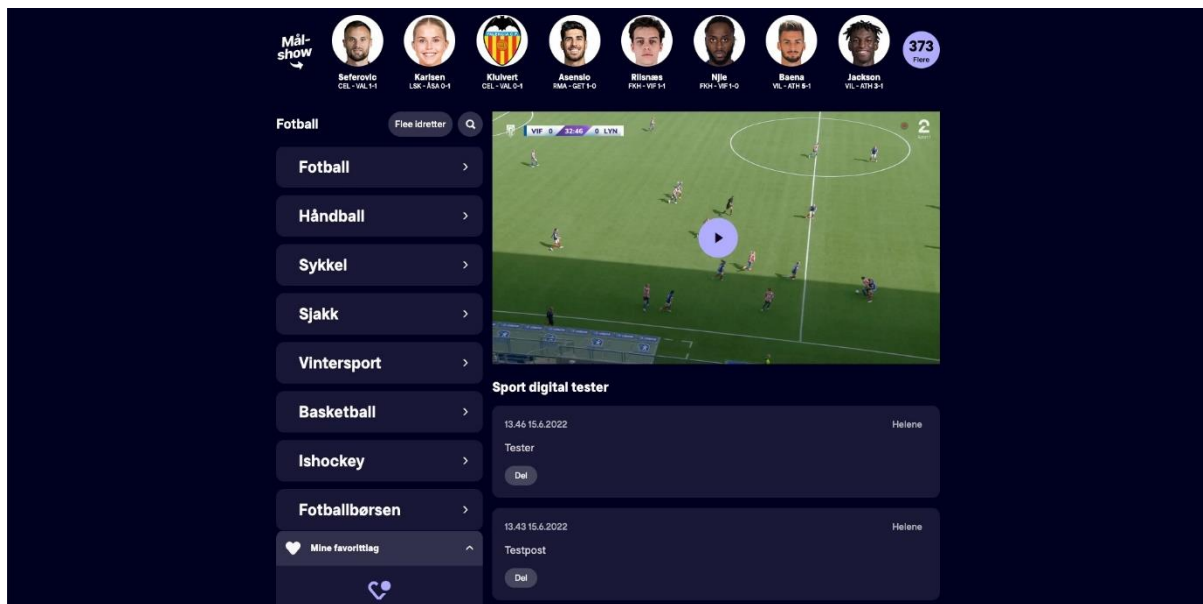 Mål-
show
Seferovic
CEL - VAL 1-1
Karlsen
LSK - ÅSA 0-1
Kluivert
CEL - VAL 0-1
Asensio
RMA - GET 1-0
Riisnæs
FKH - VIF 1-1
Njie
FKH - VIF 1-0
Baena
VIL - ATH 5-1
Jackson
VIL - ATH 3-1
373
Flere
Fotball
Flee idretter
Fotball
Håndball
Sykkel
Sjakk
Vintersport
Basketball
Ishockey
Fotballbørsen
Mine favorittlag
VIF 0 32:46 0 LYN
2
Sport digital tester
13.46 15.6.2022
Helene
Tester
Del
13.43 15.6.2022
Helene
Testpost
Del